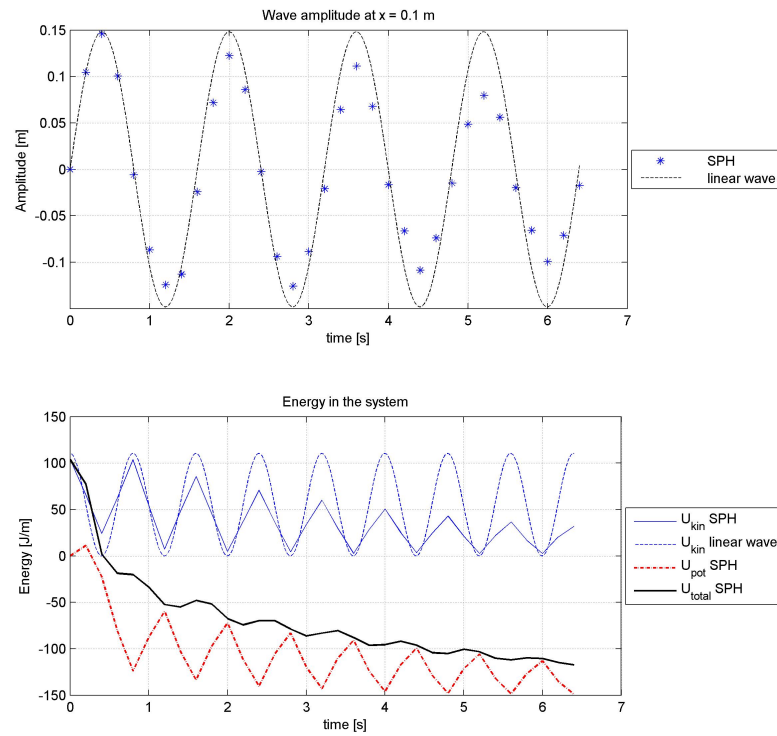 Wave amplitude at x = 0.1 m
0.15
0.1
0.05
0
-0.05
-0.1
Amplitude [m]
0 1 2 3 4 5 6 7
time [s]
SPH
linear wave
Energy in the system
150
100
50
0
-50
-100
-150
Energy [J/m]
0 1 2 3 4 5 6 7
time [s]
U_kin SPH
U_kin linear wave
U_pot SPH
U_total SPH